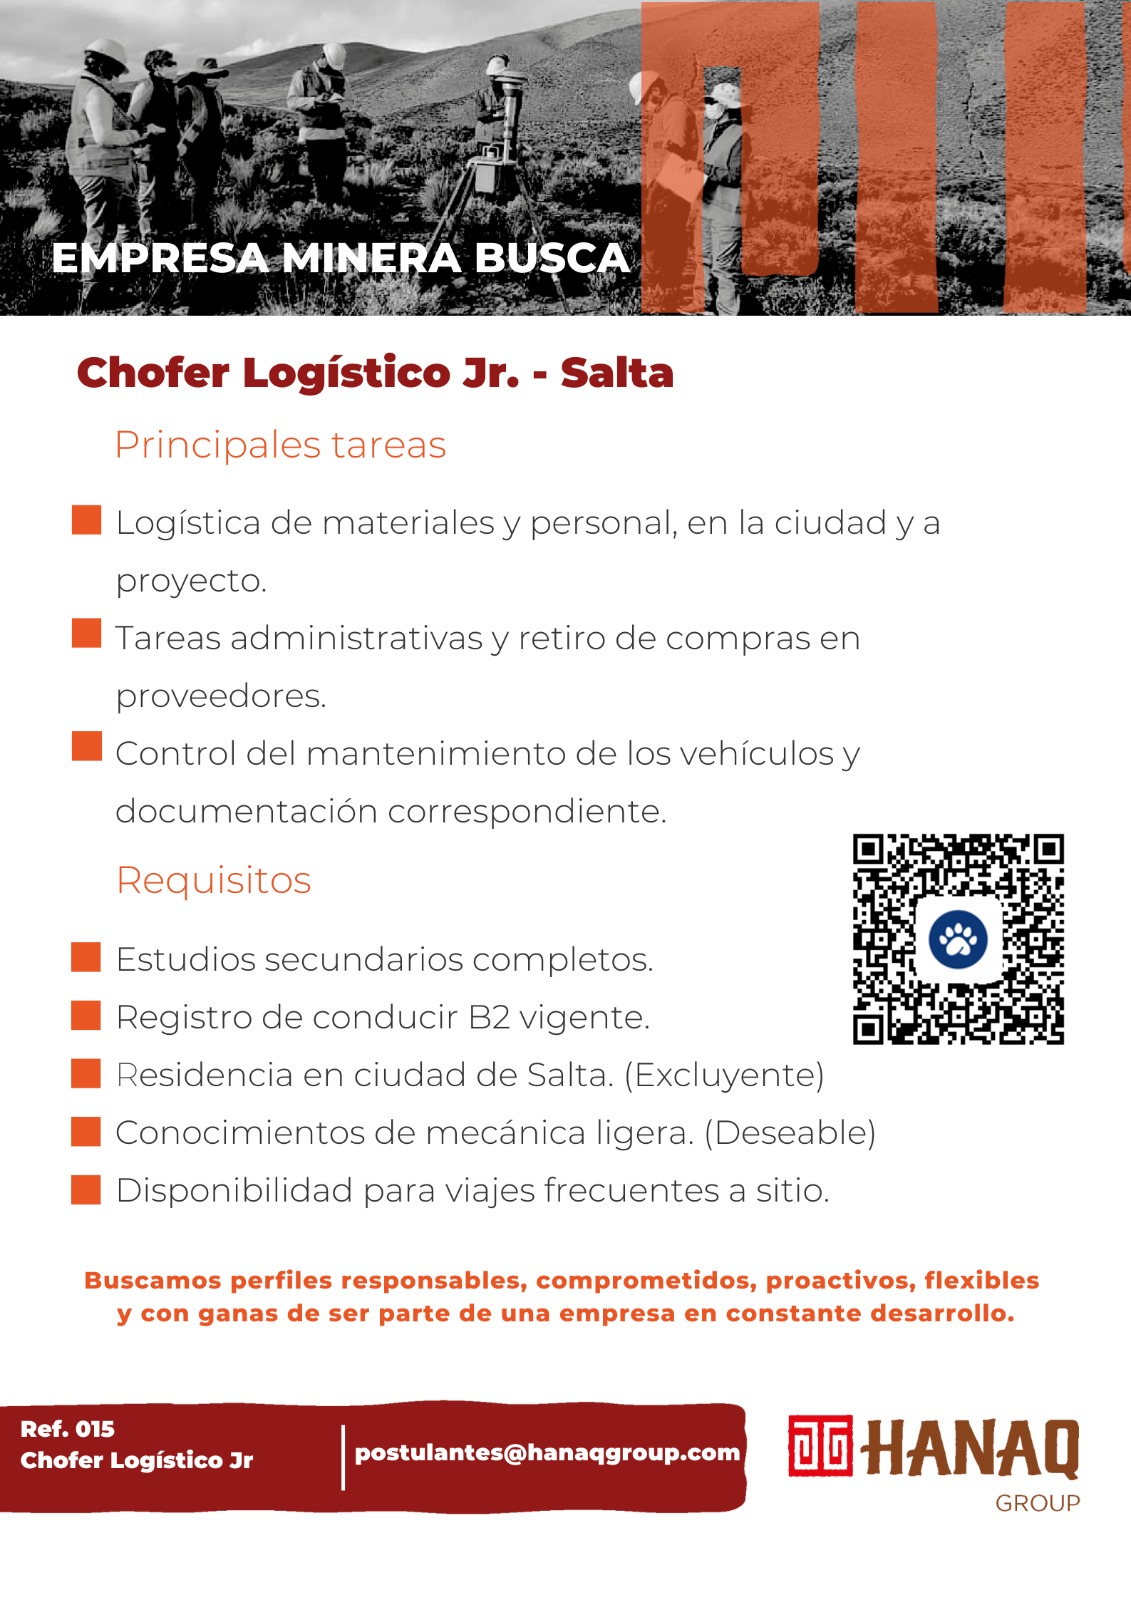 EMPRESA MINERA BUSCA
Chofer Logístico Jr. - Salta
Principales tareas
Logística de materiales y personal, en la ciudad y a
proyecto.
Tareas administrativas y retiro de compras en
proveedores.
Control del mantenimiento de los vehículos y
documentación correspondiente.
Requisitos
Estudios secundarios completos.
Registro de conducir B2 vigente.
Residencia en ciudad de Salta. (Excluyente)
Conocimientos de mecánica ligera. (Deseable)
Disponibilidad para viajes frecuentes a sitio.
Buscamos perfiles responsables, comprometidos, proactivos, flexibles
y con ganas de ser parte de una empresa en constante desarrollo.
Ref. 015
Chofer Logístico Jr
postulantes@hanaqgroup.com
HANAQ
GROUP